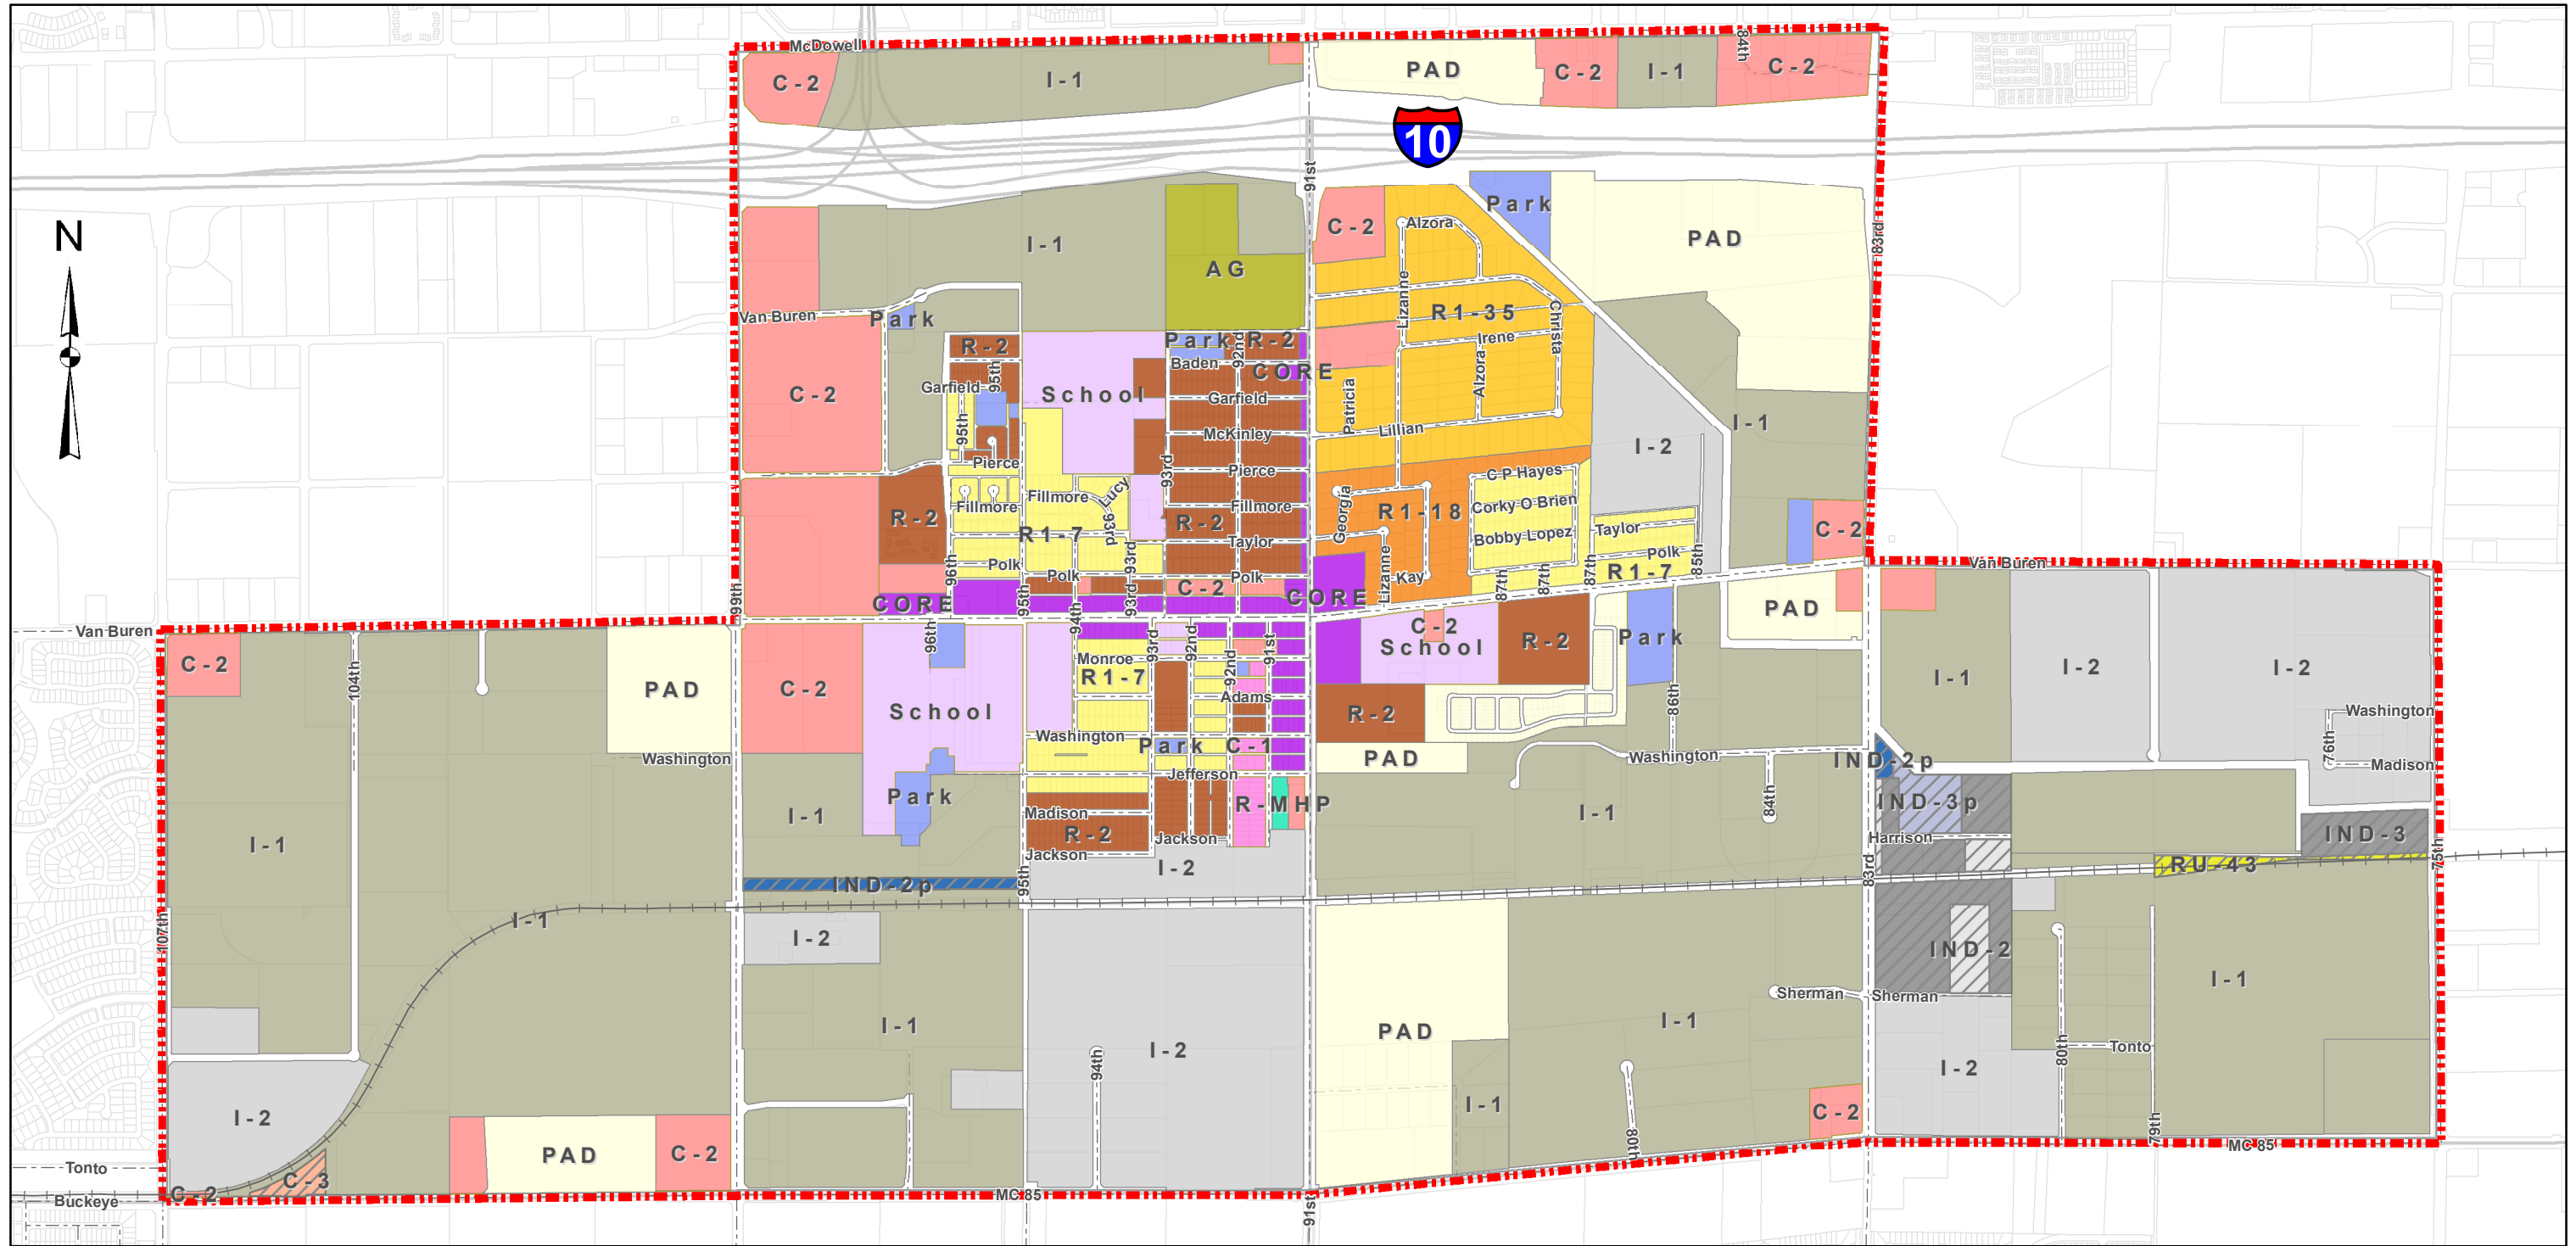 McDowell
84th
C-2
I-1
PAD
C-2
I-1
C-2
10
91st
N
Park
C-2
Alzora
I-1
PAD
83rd
AG
Lizanne
R1-35
Christa
Van Buren
Park
R-2
Park
92nd
R-2
Irene
Baden
CORE
95th
Garfield
C-2
School
Garfield
Patricia
Alzora
95th
McKinley
Lillian
I-1
I-2
Pierce
93rd
Pierce
C P Hayes
Fillmore
Lucy
Fillmore
Fillmore
Georgia
R1-18
Corky O Brien
R-2
93rd
R-2
Taylor
C-2
R1-7
Taylor
Bobby Lopez
Polk
96th
Polk
93rd
Polk
Lizanne
Kay
87th
87th
87th
Polk
85th
R1-7
Van Buren
99th
CORE
95th
94th
93rd
C-2
CORE
PAD
Van Buren
96th
93rd
92nd
91st
C-2
School
R-2
Park
C-2
104th
PAD
C-2
Monroe
R1-7
92nd
I-1
I-2
I-2
School
Adams
R-2
86th
Washington
Washington
Washington
Park
C-1
PAD
Washington
76th
Madison
IND-2p
Jefferson
Park
R-MHP
84th
IND-3p
I-1
I-1
Madison
R-2
Jackson
I-1
Harrison
IND-3
Jackson
I-2
RU-43
75th
IND-2p
95th
83rd
107th
I-1
I-2
IND-2
I-1
Sherman
Sherman
I-1
PAD
I-1
I-2
94th
80th
Tonto
I-2
I-2
I-1
C-2
79th
80th
PAD
C-2
MC 85
Tonto
C-2
C-3
Buckeye
MC 85
91st